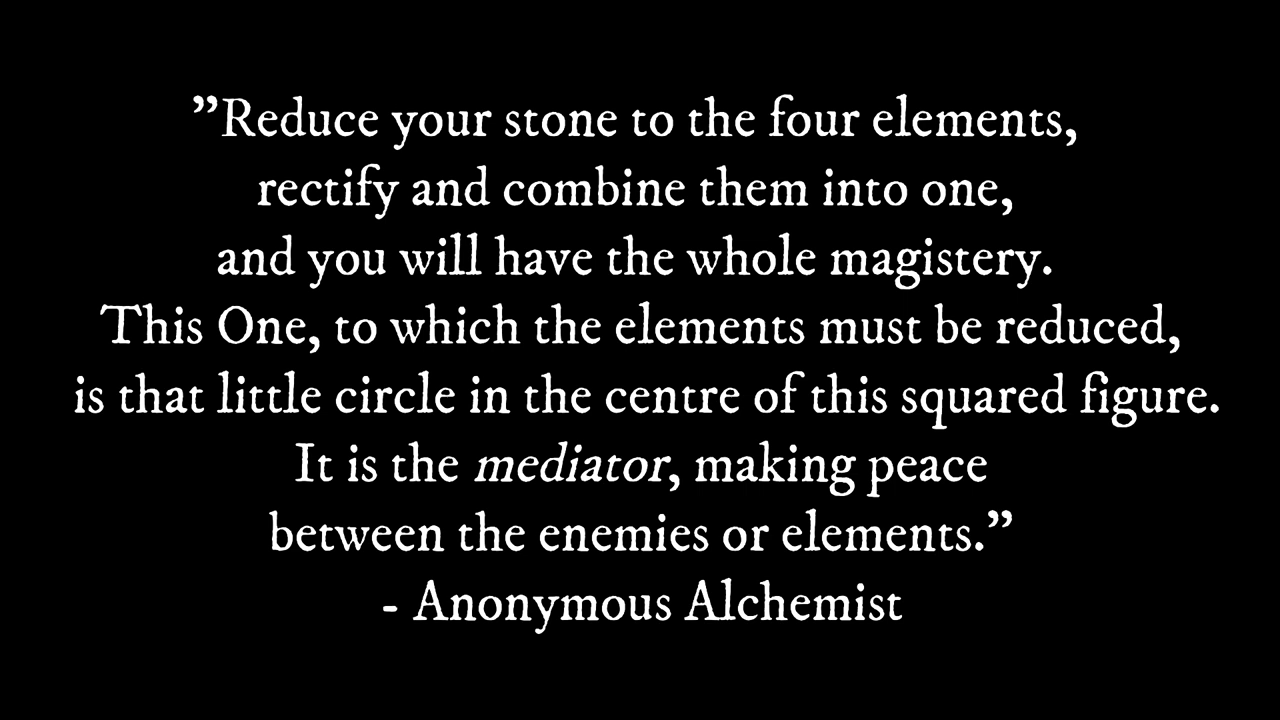 ”Reduce your stone to the four elements,
rectify and combine them into one,
and you will have the whole magistery.
This One, to which the elements must be reduced,
is that little circle in the centre of this squared figure.
It is the mediator, making peace
between the enemies or elements.”
- Anonymous Alchemist